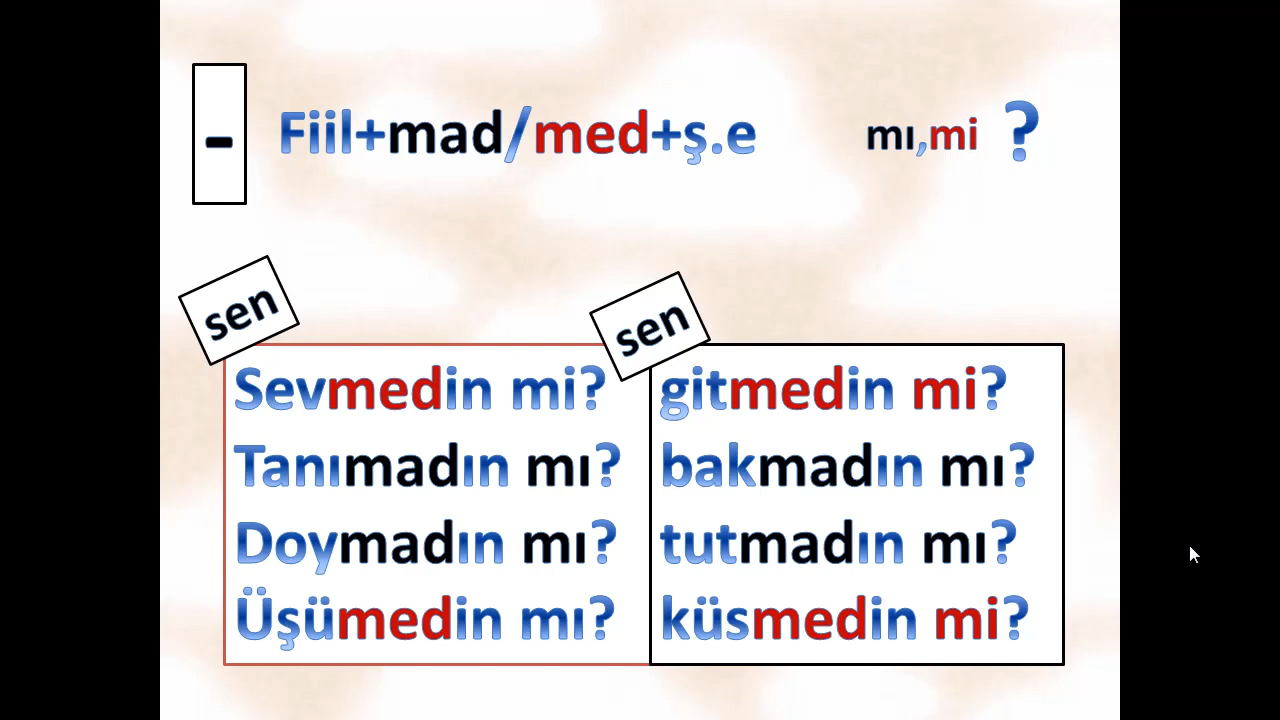 -
Fiil+mad/med+ş.e mı,mi ?
sen
sen
Sevmedin mi?
Tanımadın mı?
Doymadın mı?
Üşümedin mı?
gitmedin mi?
bakmadın mı?
tutmadın mı?
küsmedin mi?